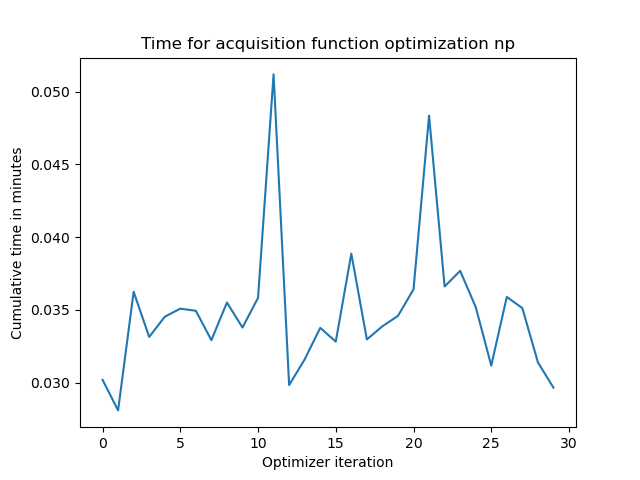 Time for acquisition function optimization np
0.050
0.045
0.040
0.035
0.030
Cumulative time in minutes
0 5 10 15 20 25 30
Optimizer iteration